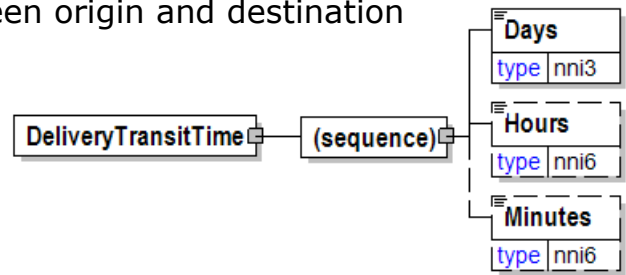 een origin and destination
Days
type nni3
DeliveryTransitTime
(sequence)
Hours
type nni6
Minutes
type nni6